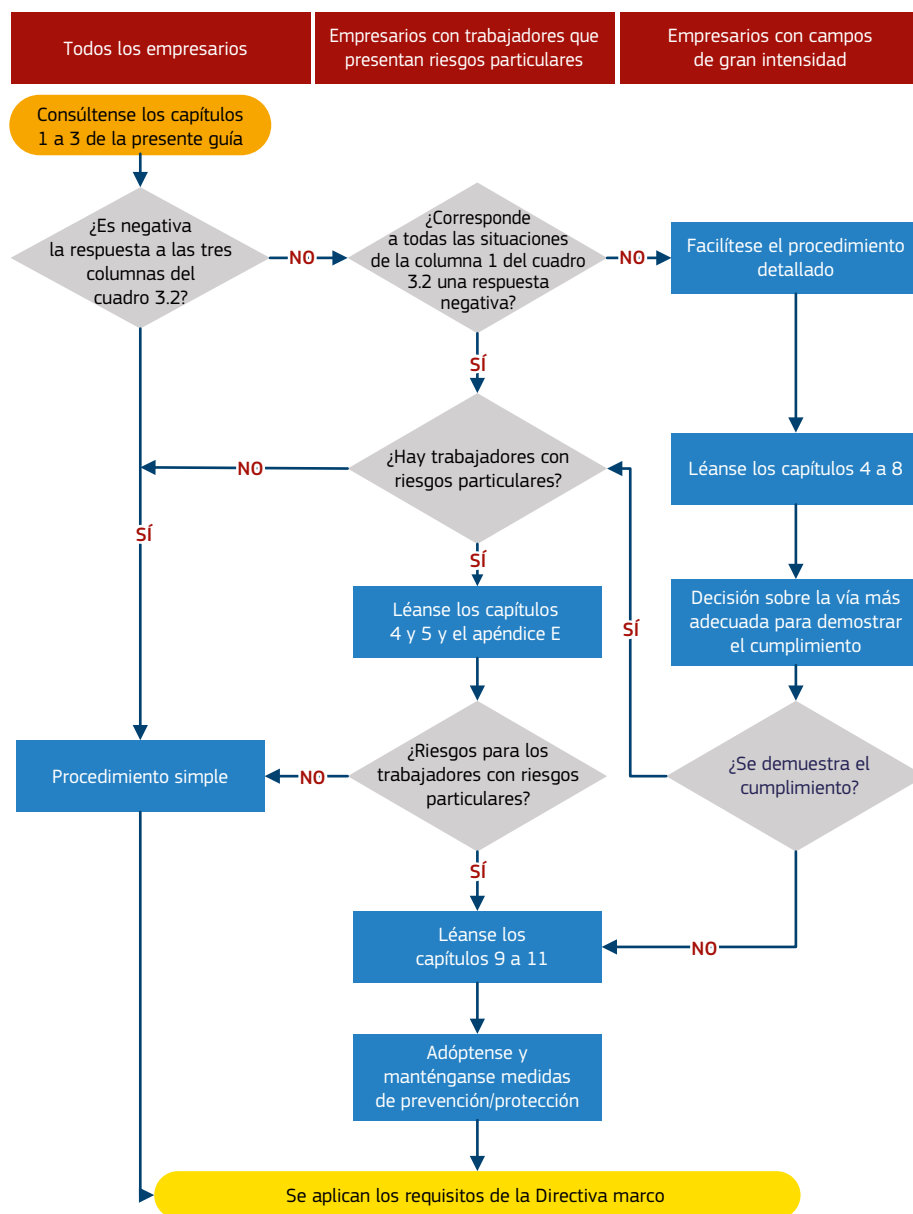 Todos los empresarios
Empresarios con trabajadores que
presentan riesgos particulares
Empresarios con campos
de gran intensidad
Consúltense los capítulos
1 a 3 de la presente guía
¿Es negativa
la respuesta a las tres
columnas del
cuadro 3.2?
NO
¿Corresponde
a todas las situaciones
de la columna 1 del cuadro
3.2 una respuesta
negativa?
NO
Facilítese el procedimiento
detallado
SÍ
¿Hay trabajadores con
riesgos particulares?
NO
Léanse los capítulos 4 a 8
SÍ
SÍ
Léanse los capítulos
4 y 5 y el apéndice E
SÍ
Decisión sobre la vía más
adecuada para demostrar
el cumplimiento
Procedimiento simple
NO
¿Riesgos para los
trabajadores con riesgos
particulares?
¿Se demuestra el
cumplimiento?
SÍ
Léanse los
capítulos 9 a 11
NO
Adóptense y
manténganse medidas
de prevención/protección
Se aplican los requisitos de la Directiva marco